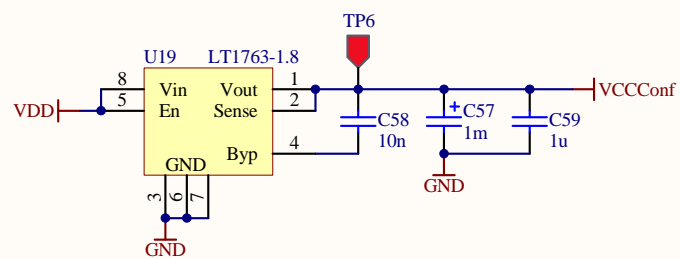 TP6
U19 LT1763-1.8
8 Vin Vout 1
VDD 5 En Sense 2
VCCConf
C58
10n
C57
1m
C59
1u
Byp 4
GND
3 6 7
GND
GND